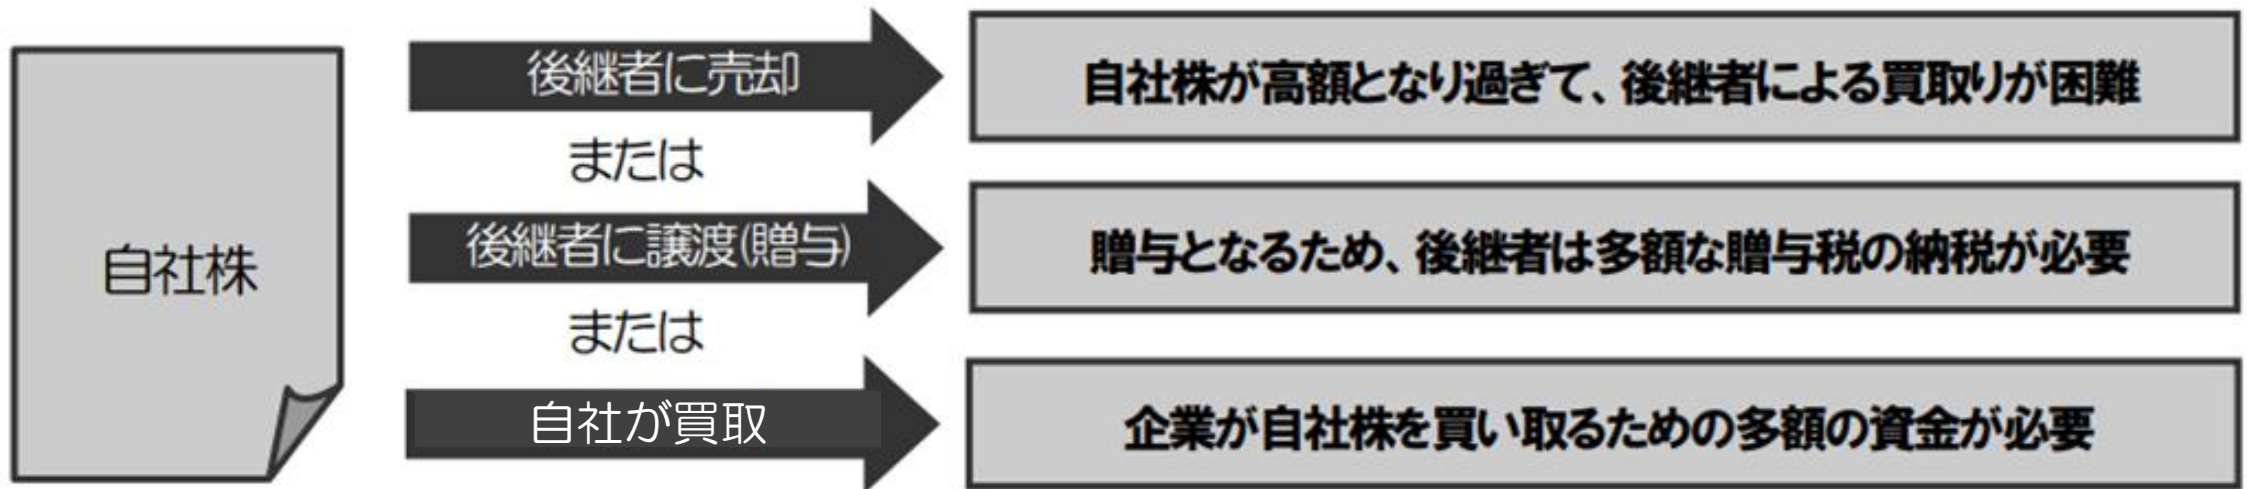 自社株
後継者に売却
自社株が高額となり過ぎて、後継者による買取りが困難
または
後継者に譲渡(贈与)
贈与となるため、後継者は多額な贈与税の納税が必要
または
自社が買取
企業が自社株を買い取るための多額の資金が必要